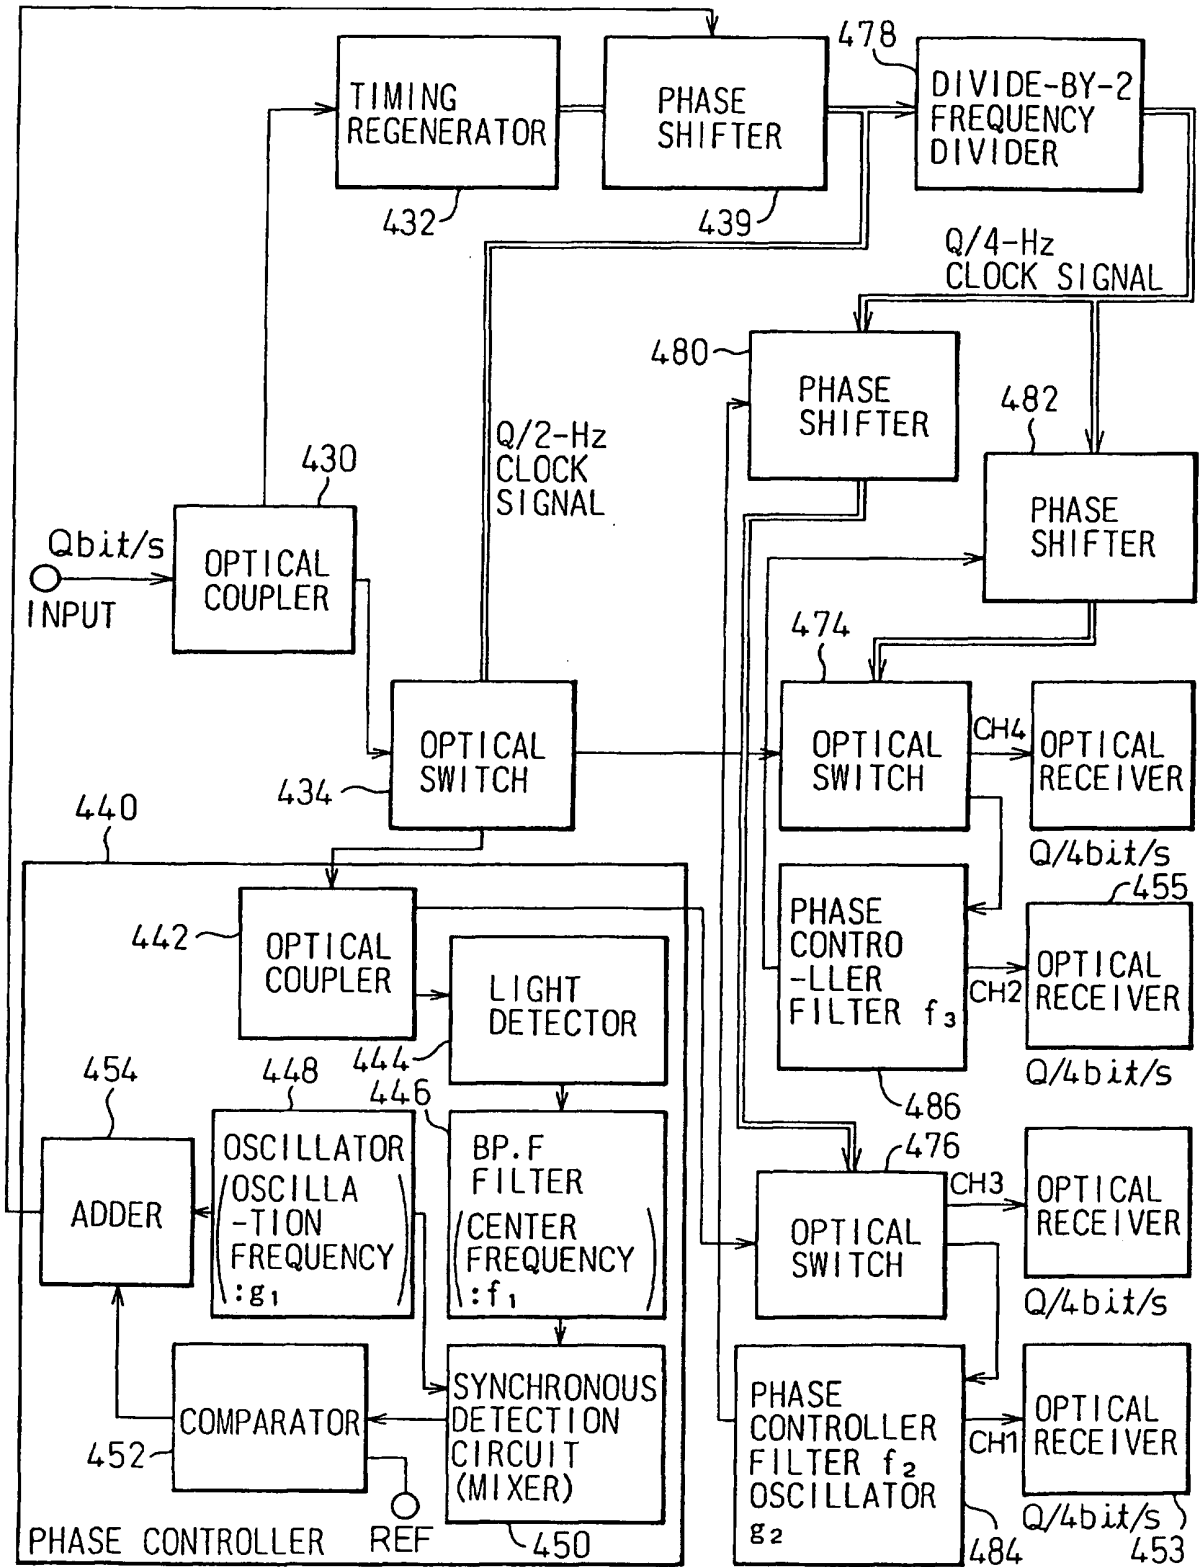 478
TIMING
REGENERATOR
432
PHASE
SHIFTER
439
DIVIDE-BY-2
FREQUENCY
DIVIDER
Q/4-Hz
CLOCK SIGNAL
480
PHASE
SHIFTER
482
PHASE
SHIFTER
Q/2-Hz
CLOCK
SIGNAL
430
Qbit/s
INPUT
OPTICAL
COUPLER
474
OPTICAL
SWITCH
434
OPTICAL
SWITCH
CH4
OPTICAL
RECEIVER
Q/4bit/s
440
442
OPTICAL
COUPLER
LIGHT
DETECTOR
444
PHASE
CONTRO
-LLER
FILTER f₃
486
CH2
455
OPTICAL
RECEIVER
Q/4bit/s
454
ADDER
448
OSCILLATOR
(OSCILLA
-TION
FREQUENCY
:g₁)
446
BP.F
FILTER
(CENTER
FREQUENCY
:f₁)
476
OPTICAL
SWITCH
CH3
OPTICAL
RECEIVER
Q/4bit/s
COMPARATOR
452
REF
SYNCHRONOUS
DETECTION
CIRCUIT
(MIXER)
450
PHASE CONTROLLER
PHASE
CONTROLLER
FILTER f₂
OSCILLATOR
g₂
484
CH1
OPTICAL
RECEIVER
Q/4bit/s
453